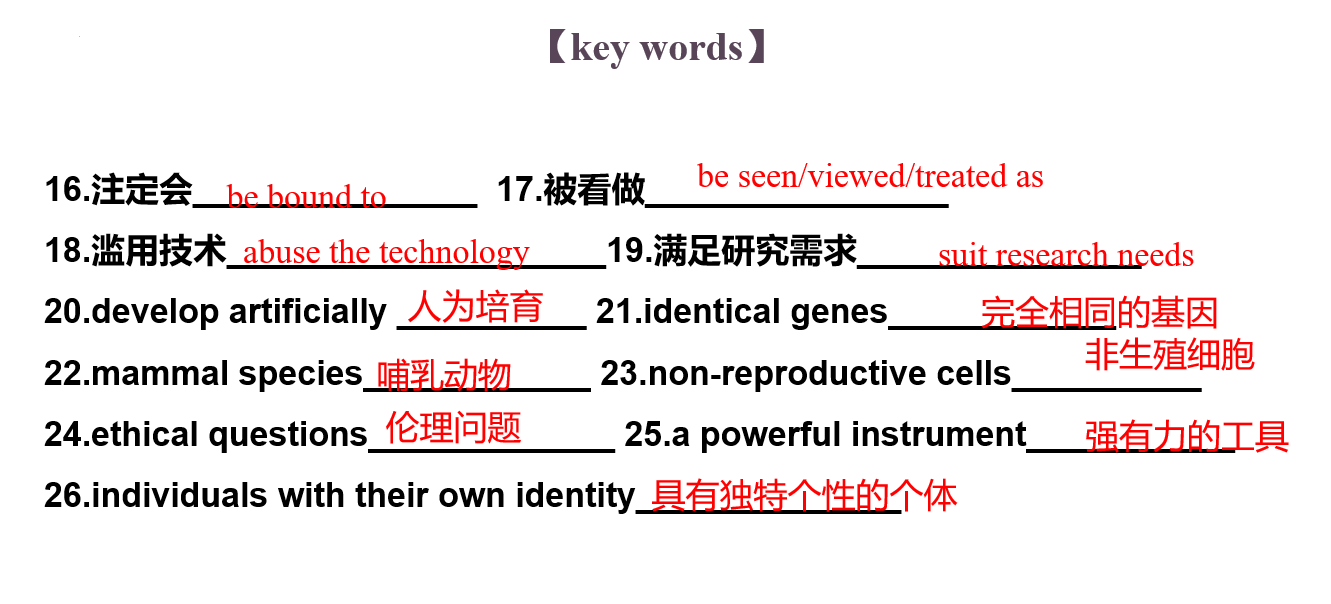 【key words】
16.注定会 be bound to 17.被看做 be seen/viewed/treated as
18.滥用技术 abuse the technology 19.满足研究需求 suit research needs
20.develop artificially 人为培育 21.identical genes 完全相同的基因
22.mammal species 哺乳动物 23.non-reproductive cells 非生殖细胞
24.ethical questions 伦理问题 25.a powerful instrument 强有力的工具
26.individuals with their own identity 具有独特个性的个体